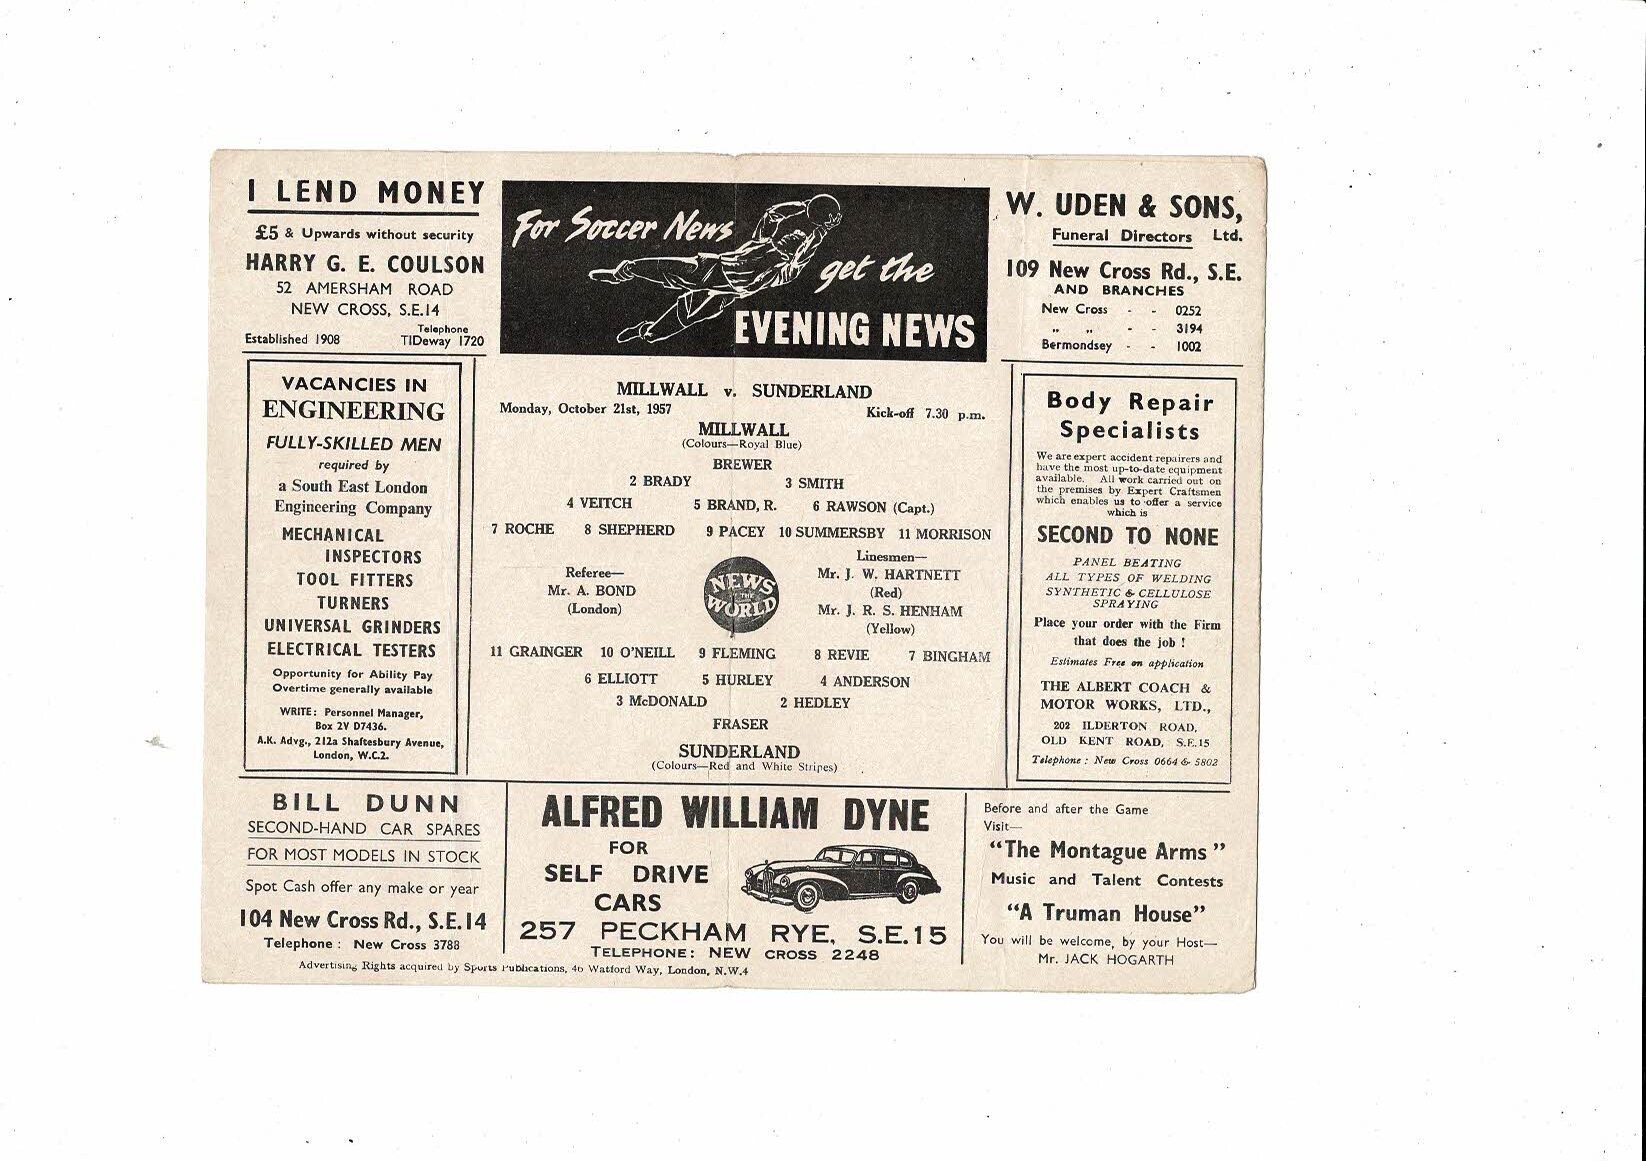 I LEND MONEY
£5 & Upwards without security
HARRY G. E. COULSON
52 AMERSHAM ROAD
NEW CROSS, S.E.14
Established 1908
Telephone
TIDeway 1720
For Soccer News
get the
EVENING NEWS
W. UDEN & SONS,
Funeral Directors Ltd.
109 New Cross Rd., S.E.
AND BRANCHES
New Cross - - 0252
" " - - 3194
Bermondsey - - 1002
VACANCIES IN
ENGINEERING
FULLY-SKILLED MEN
required by
a South East London
Engineering Company
MECHANICAL
INSPECTORS
TOOL FITTERS
TURNERS
UNIVERSAL GRINDERS
ELECTRICAL TESTERS
Opportunity for Ability Pay
Overtime generally available
WRITE: Personnel Manager,
Box 2V D7436.
A.K. Advg., 212a Shaftesbury Avenue,
London, W.C.2.
MILLWALL v. SUNDERLAND
Monday, October 21st, 1957 Kick-off 7.30 p.m.
MILLWALL
(Colours—Royal Blue)
BREWER
2 BRADY 3 SMITH
4 VEITCH 5 BRAND, R. 6 RAWSON (Capt.)
7 ROCHE 8 SHEPHERD 9 PACEY 10 SUMMERSBY 11 MORRISON
Referee—
Mr. A. BOND
(London)
NEWS
OF THE
WORLD
Linesmen—
Mr. J. W. HARTNETT
(Red)
Mr. J. R. S. HENHAM
(Yellow)
11 GRAINGER 10 O'NEILL 9 FLEMING 8 REVIE 7 BINGHAM
6 ELLIOTT 5 HURLEY 4 ANDERSON
3 McDONALD 2 HEDLEY
FRASER
SUNDERLAND
(Colours—Red and White Stripes)
Body Repair
Specialists
We are expert accident repairers and
have the most up-to-date equipment
available. All work carried out on
the premises by Expert Craftsmen
which enables us to offer a service
which is
SECOND TO NONE
PANEL BEATING
ALL TYPES OF WELDING
SYNTHETIC & CELLULOSE
SPRAYING
Place your order with the Firm
that does the job !
Estimates Free on application
THE ALBERT COACH &
MOTOR WORKS, LTD.,
202 ILDERTON ROAD,
OLD KENT ROAD, S.E.15
Telephone : New Cross 0664 & 5802
BILL DUNN
SECOND-HAND CAR SPARES
FOR MOST MODELS IN STOCK
Spot Cash offer any make or year
104 New Cross Rd., S.E.14
Telephone : New Cross 3788
ALFRED WILLIAM DYNE
FOR
SELF DRIVE
CARS
257 PECKHAM RYE, S.E.15
TELEPHONE: NEW CROSS 2248
Before and after the Game
Visit—
"The Montague Arms"
Music and Talent Contests
"A Truman House"
You will be welcome, by your Host—
Mr. JACK HOGARTH
Advertising Rights acquired by Sports Publications, 46 Watford Way, London, N.W.4